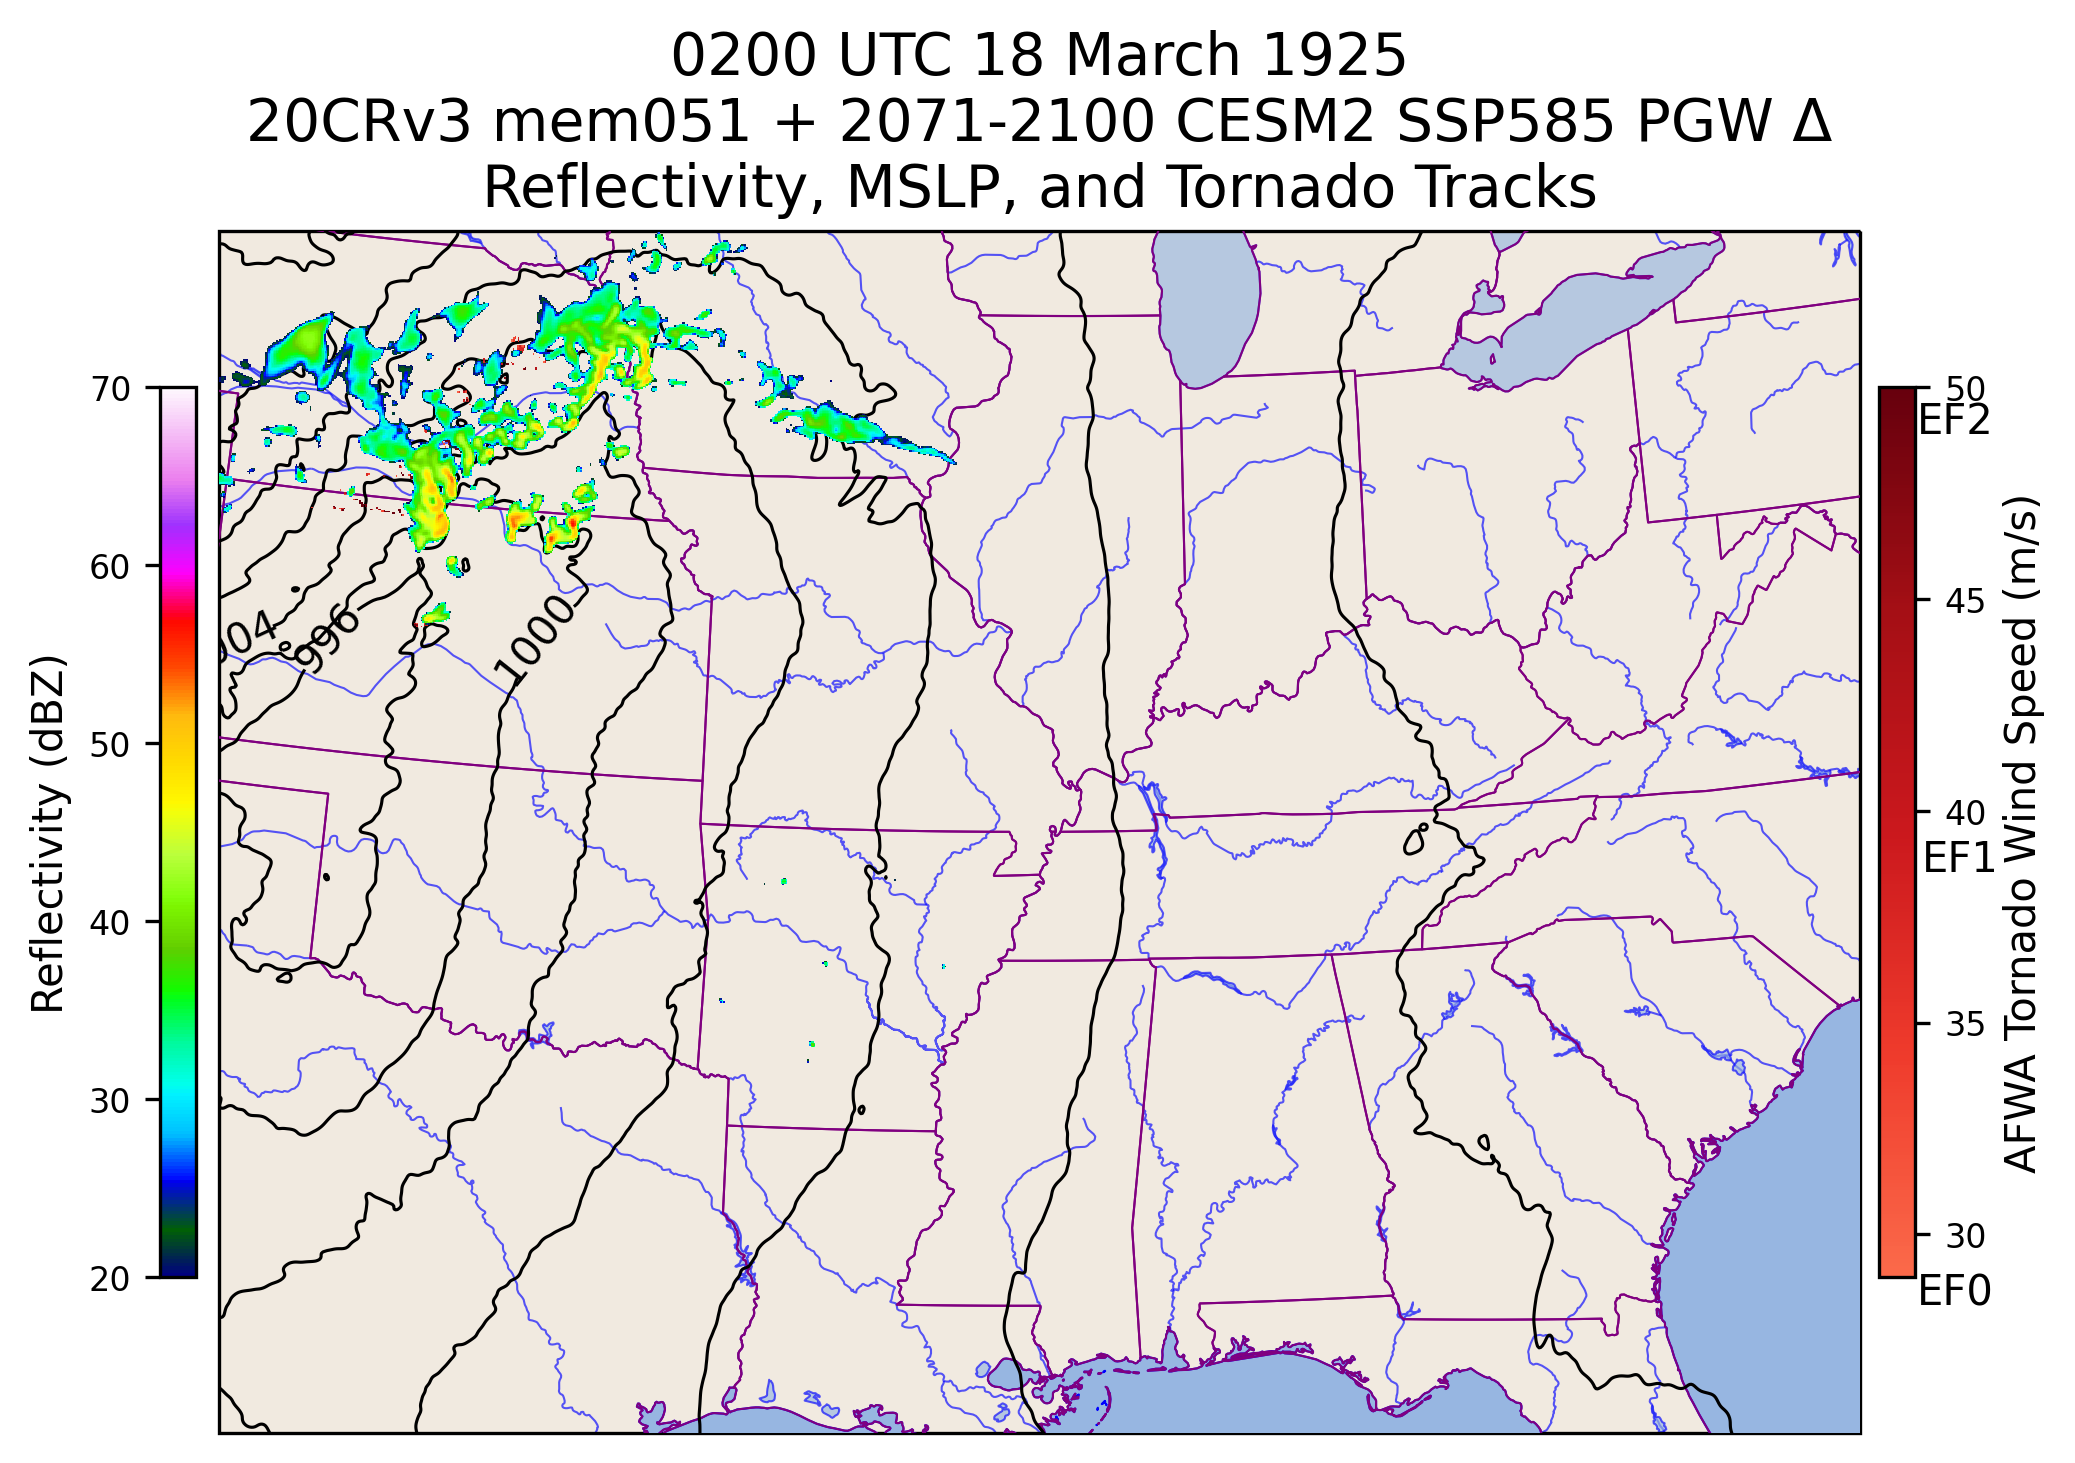 0200 UTC 18 March 1925
20CRv3 mem051 + 2071-2100 CESM2 SSP585 PGW Δ
Reflectivity, MSLP, and Tornado Tracks
70
60
50
40
30
20
Reflectivity (dBZ)
996
1000
50
EF2
45
40
EF1
35
30
EF0
AFWA Tornado Wind Speed (m/s)